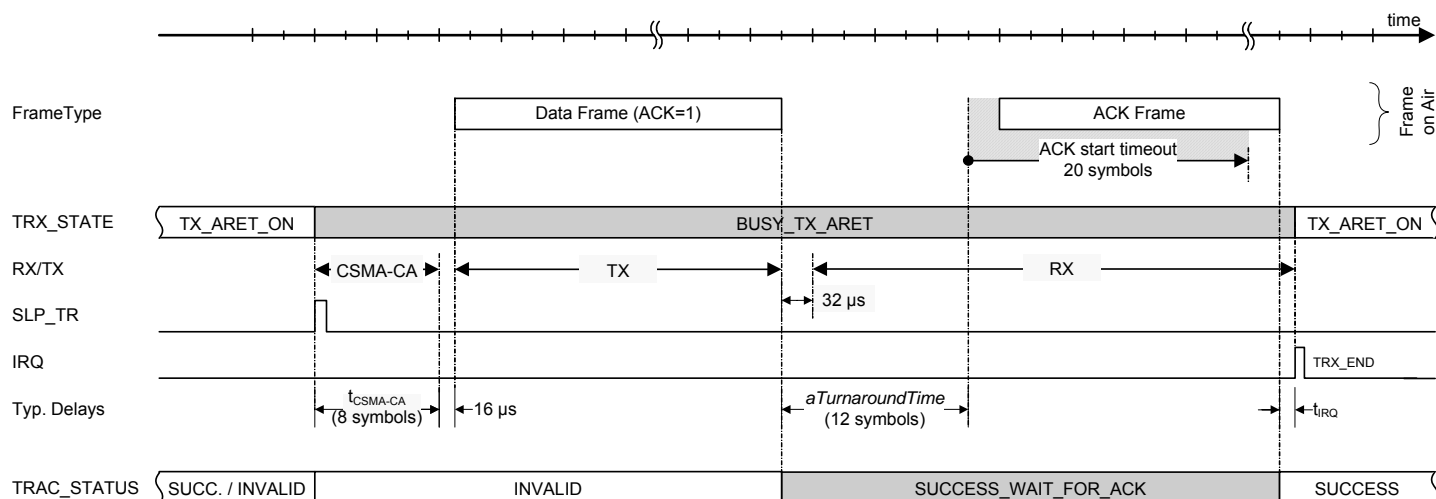 time
FrameType
Data Frame (ACK=1)
ACK Frame
Frame
on Air
ACK start timeout
20 symbols
TRX_STATE
TX_ARET_ON
BUSY_TX_ARET
TX_ARET_ON
RX/TX
CSMA-CA
TX
RX
32 µs
SLP_TR
IRQ
TRX_END
Typ. Delays
tCSMA-CA
(8 symbols)
16 µs
aTurnaroundTime
(12 symbols)
tIRQ
TRAC_STATUS
SUCC. / INVALID
INVALID
SUCCESS_WAIT_FOR_ACK
SUCCESS